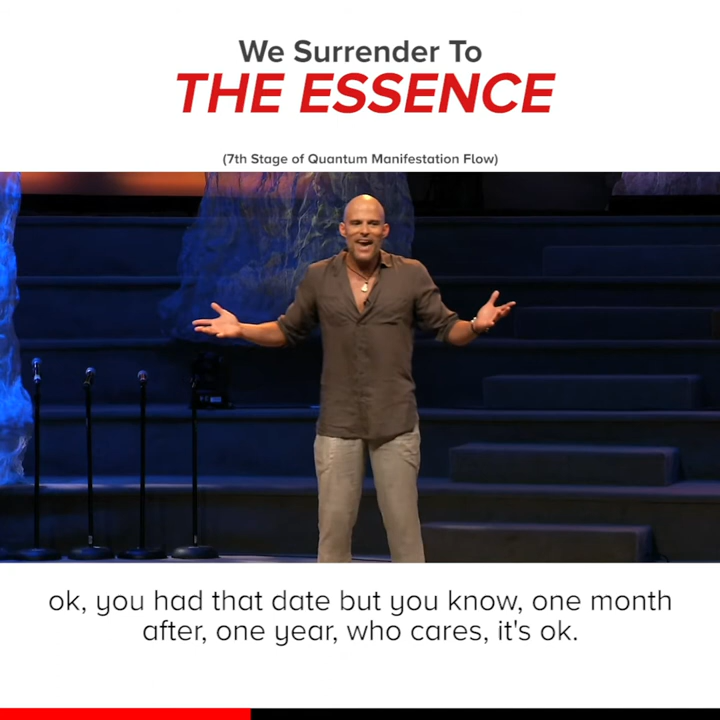 We Surrender To
THE ESSENCE
(7th Stage of Quantum Manifestation Flow)
ok, you had that date but you know, one month
after, one year, who cares, it's ok.